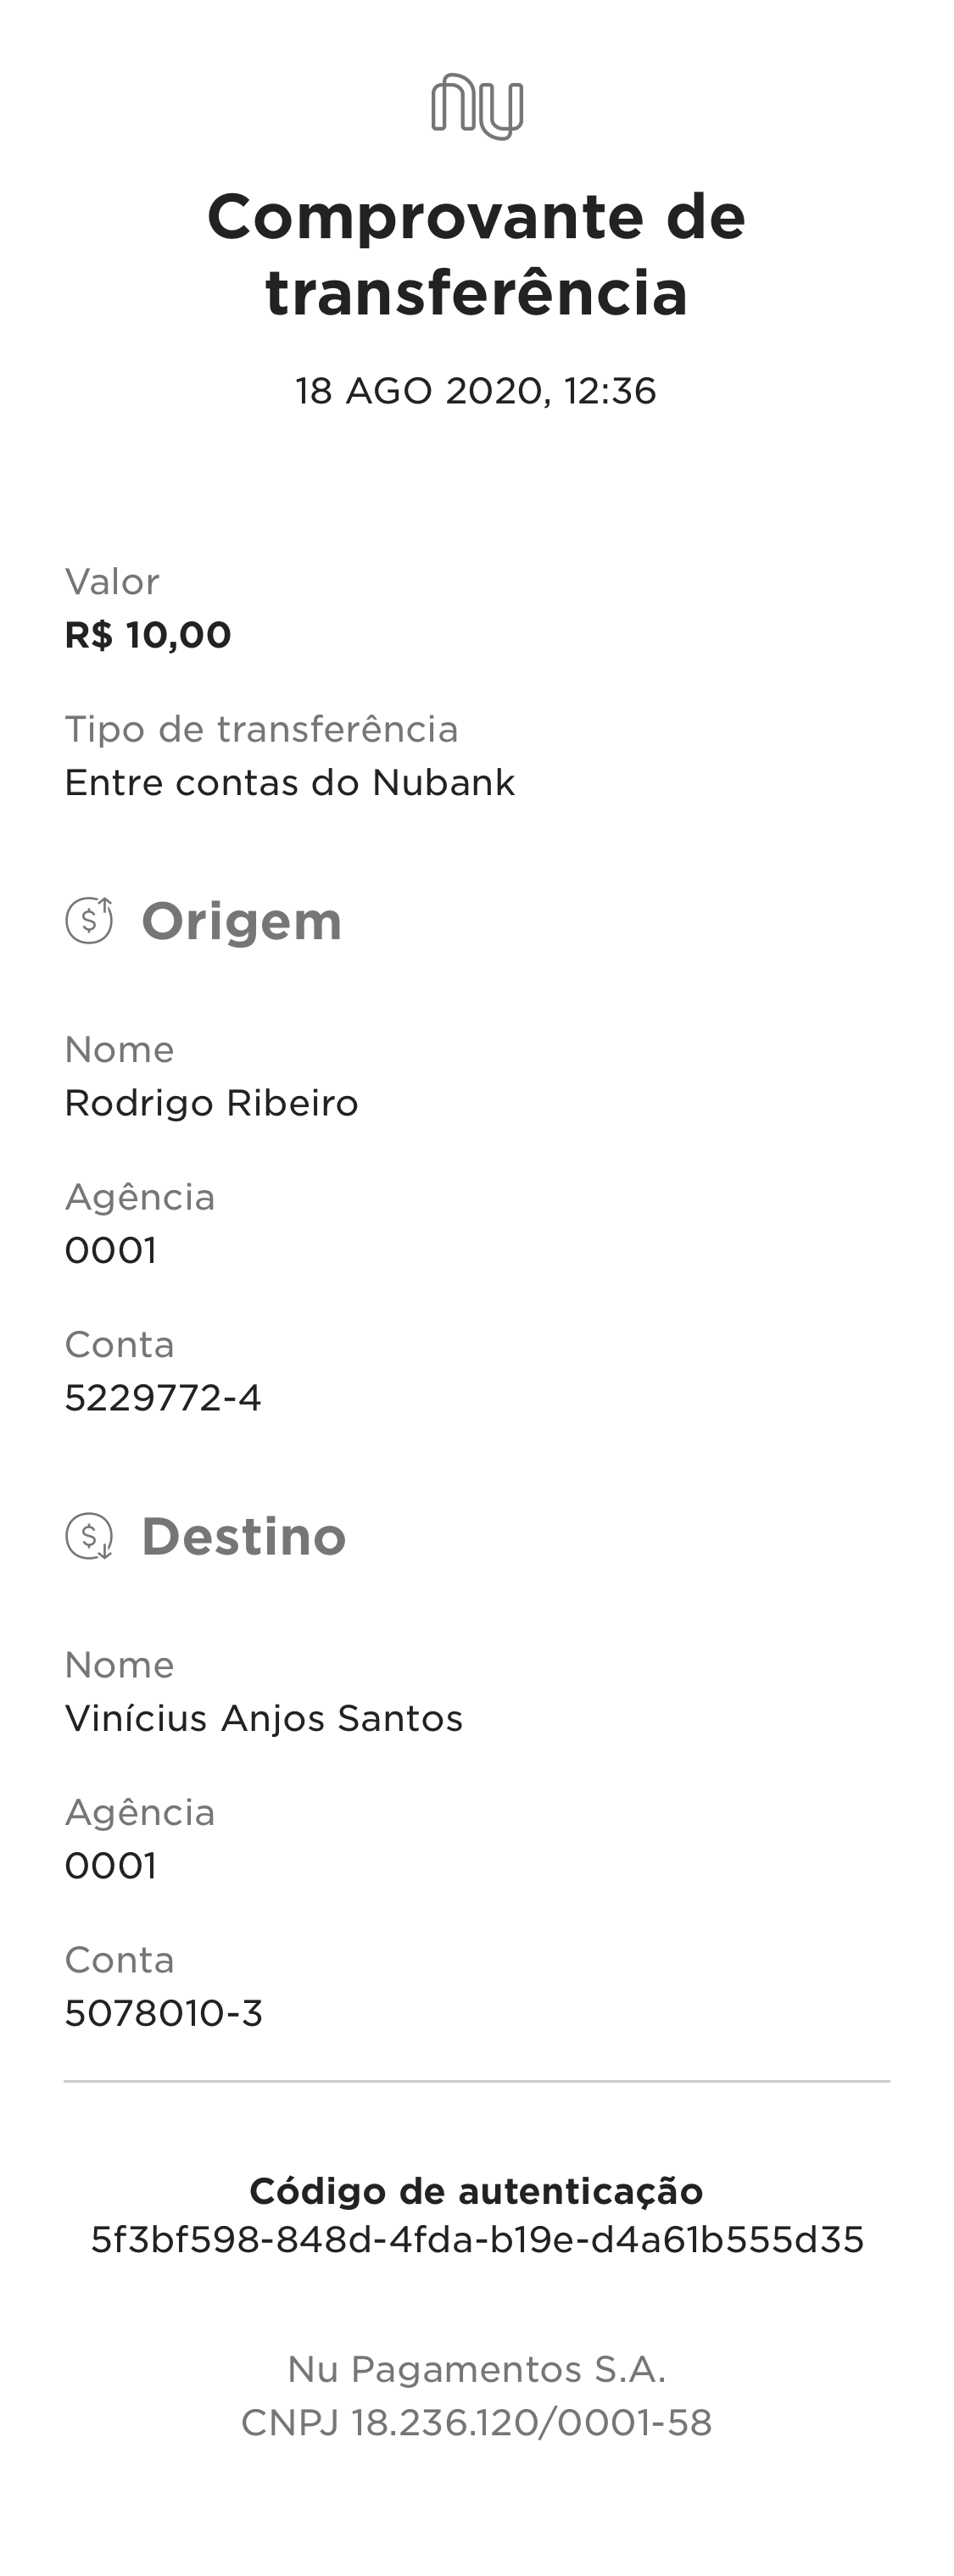 nu
Comprovante de
transferência
18 AGO 2020, 12:36
Valor
R$ 10,00
Tipo de transferência
Entre contas do Nubank
Origem
Nome
Rodrigo Ribeiro
Agência
0001
Conta
5229772-4
Destino
Nome
Vinícius Anjos Santos
Agência
0001
Conta
5078010-3
Código de autenticação
5f3bf598-848d-4fda-b19e-d4a61b555d35
Nu Pagamentos S.A.
CNPJ 18.236.120/0001-58